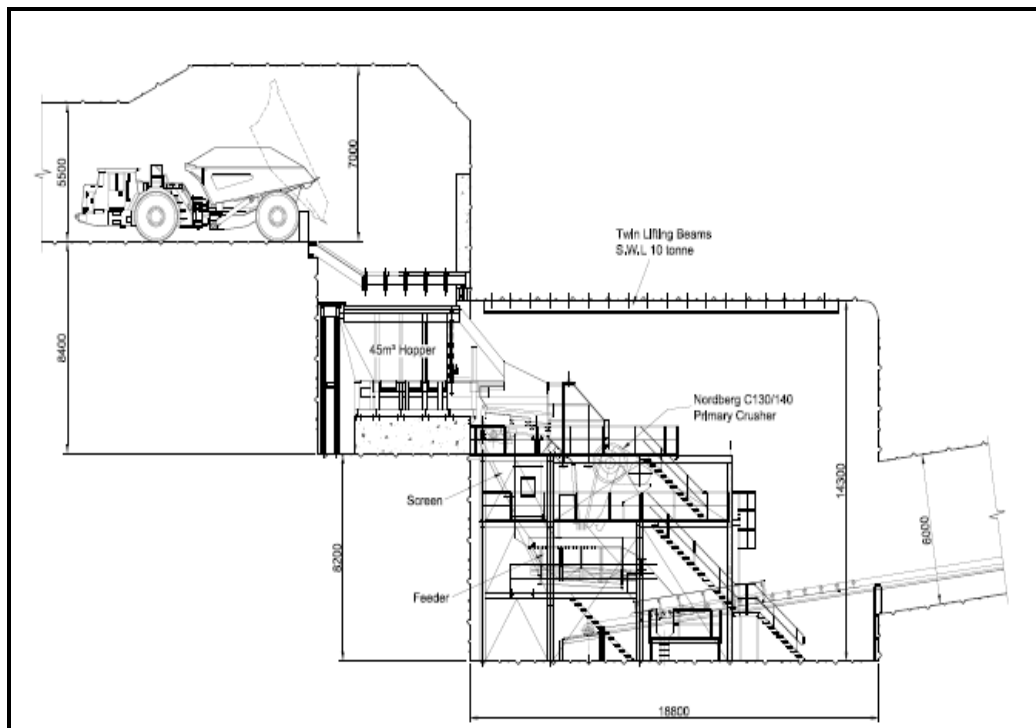 5500
7000
Twin Lifting Beams
S.W.L 10 tonne
8400
45m³ Hopper
Nordberg C130/140
Primary Crusher
14300
6000
Screen
8200
Feeder
18800